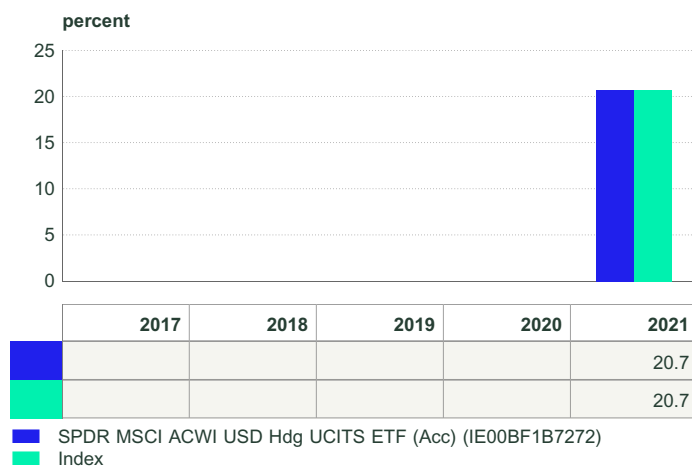 percent
25
20
15
10
5
0
2017 2018 2019 2020 2021
20.7
20.7
SPDR MSCI ACWI USD Hdg UCITS ETF (Acc) (IE00BF1B7272)
Index